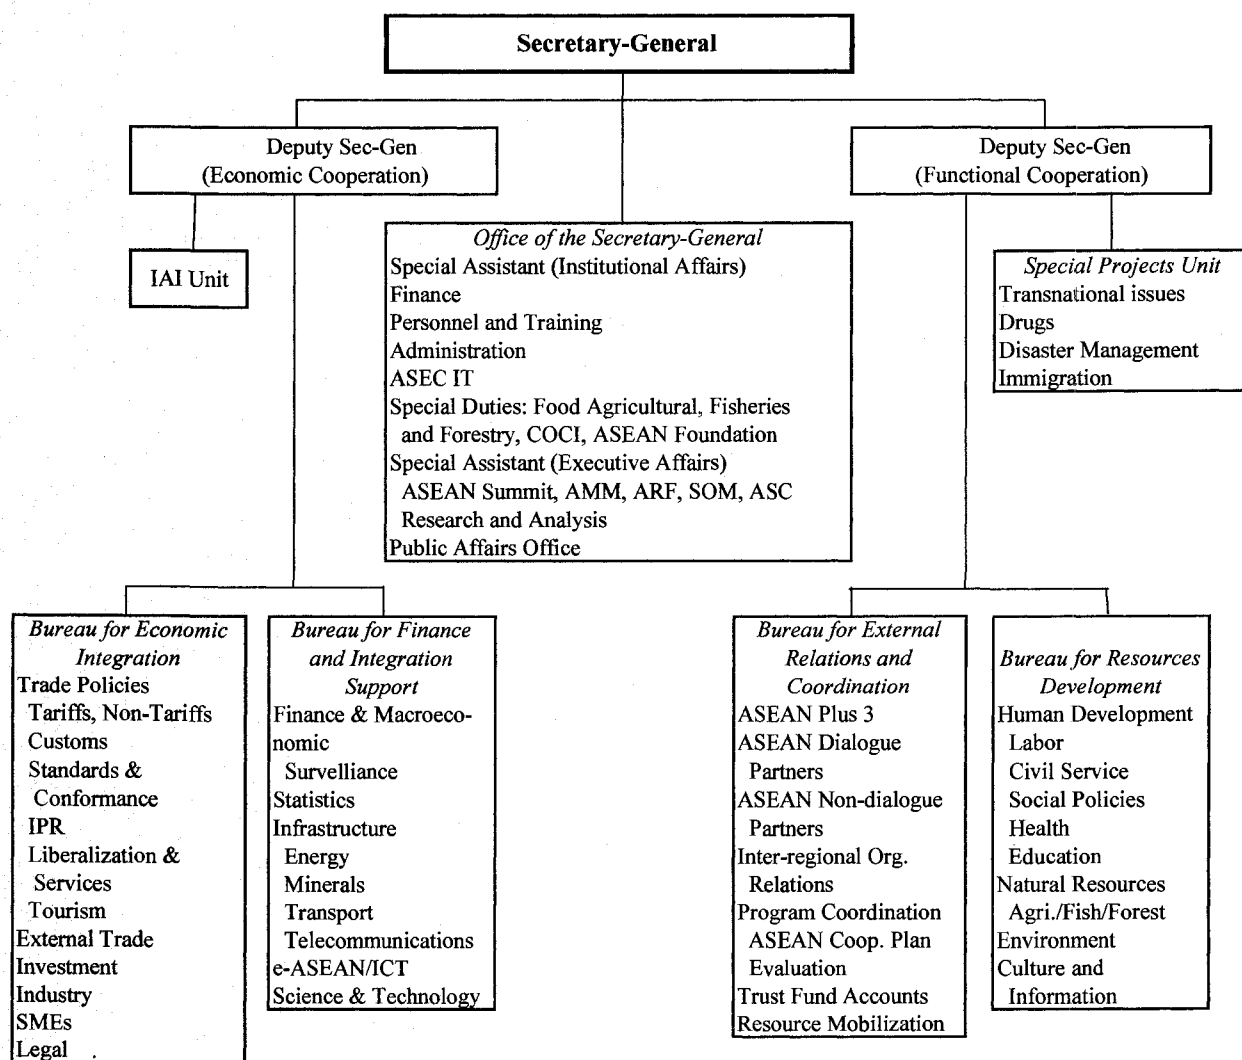 Secretary-General
Deputy Sec-Gen
(Economic Cooperation)
Deputy Sec-Gen
(Functional Cooperation)
IAI Unit
Office of the Secretary-General
Special Assistant (Institutional Affairs)
Finance
Personnel and Training
Administration
ASEC IT
Special Duties: Food Agricultural, Fisheries
and Forestry, COCI, ASEAN Foundation
Special Assistant (Executive Affairs)
ASEAN Summit, AMM, ARF, SOM, ASC
Research and Analysis
Public Affairs Office
Special Projects Unit
Transnational issues
Drugs
Disaster Management
Immigration
Bureau for Economic
Integration
Trade Policies
Tariffs, Non-Tariffs
Customs
Standards &
Conformance
IPR
Liberalization &
Services
Tourism
External Trade
Investment
Industry
SMEs
Legal
Bureau for Finance
and Integration
Support
Finance & Macroeco-
nomic
Survelliance
Statistics
Infrastructure
Energy
Minerals
Transport
Telecommunications
e-ASEAN/ICT
Science & Technology
Bureau for External
Relations and
Coordination
ASEAN Plus 3
ASEAN Dialogue
Partners
ASEAN Non-dialogue
Partners
Inter-regional Org.
Relations
Program Coordination
ASEAN Coop. Plan
Evaluation
Trust Fund Accounts
Resource Mobilization
Bureau for Resources
Development
Human Development
Labor
Civil Service
Social Policies
Health
Education
Natural Resources
Agri./Fish/Forest
Environment
Culture and
Information